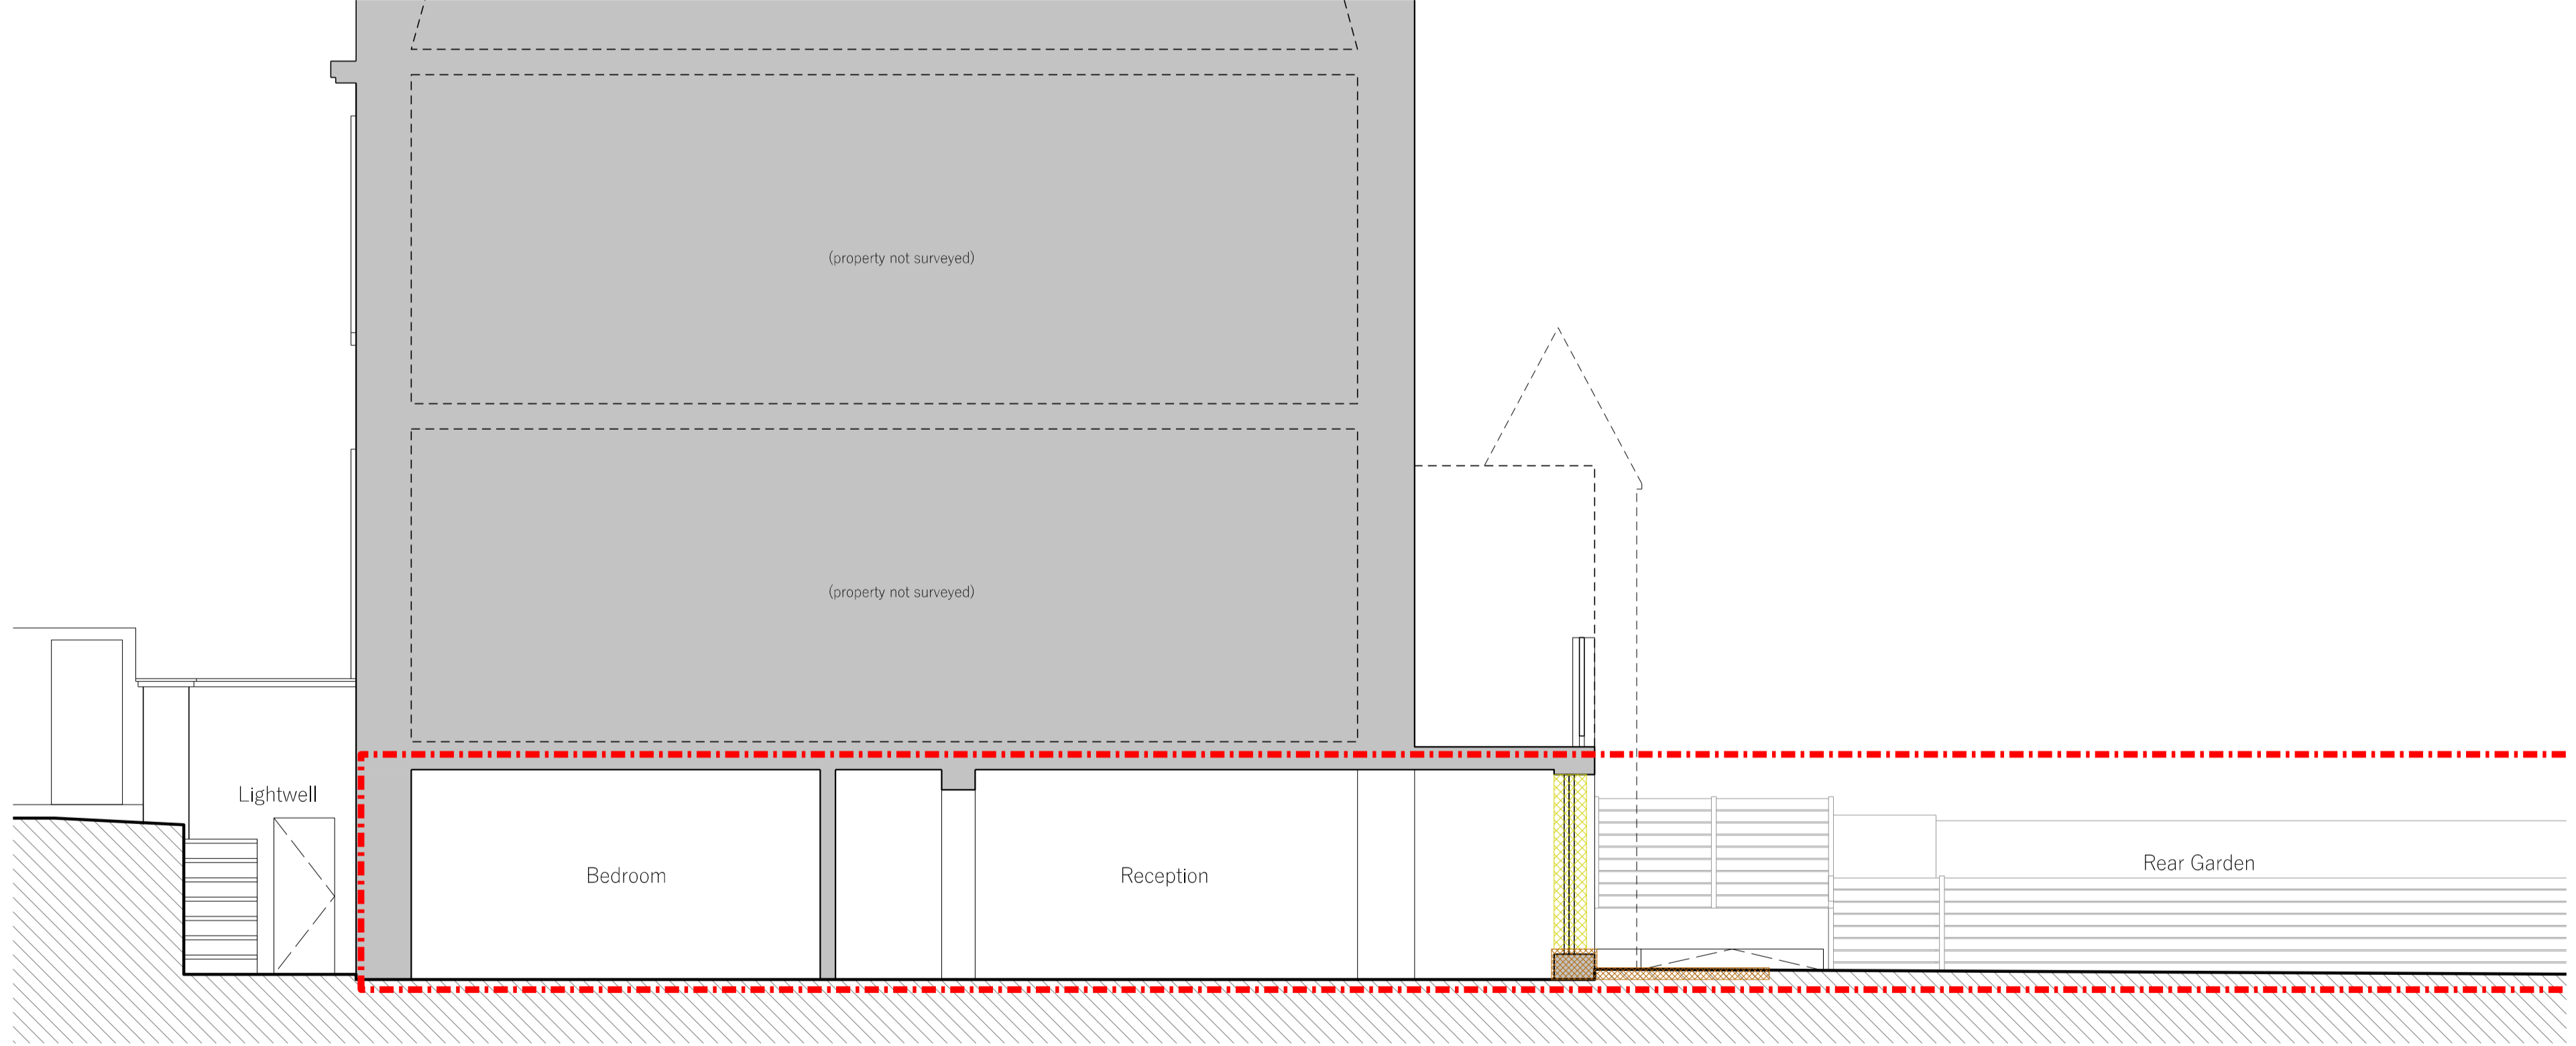 (property not surveyed)
(property not surveyed)
Lightwell
Bedroom
Reception
Rear Garden